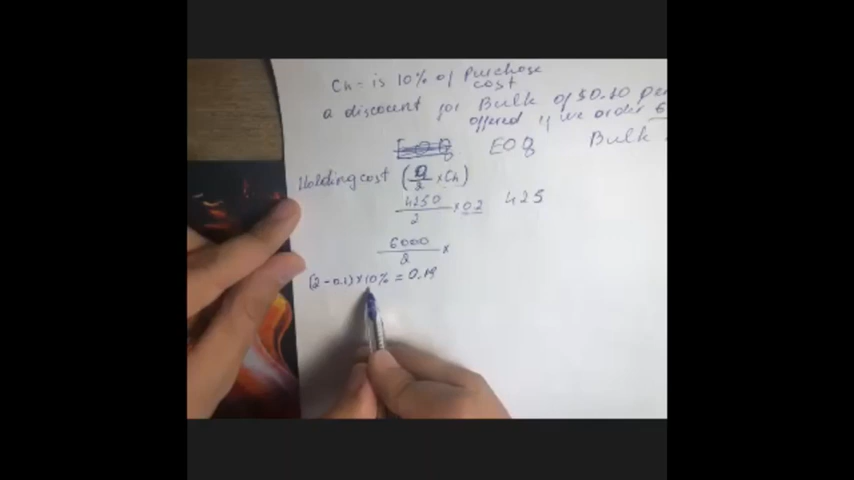 Ch - is 10% of Purchase cost
a discount for Bulk of $0.10 per
offered if we order 6
EOQ Bulk
Holding cost (Q/2 × Ch)
4250/2 × 0.2 425
6000/2 ×
(2 - 0.1) × 10% = 0.19